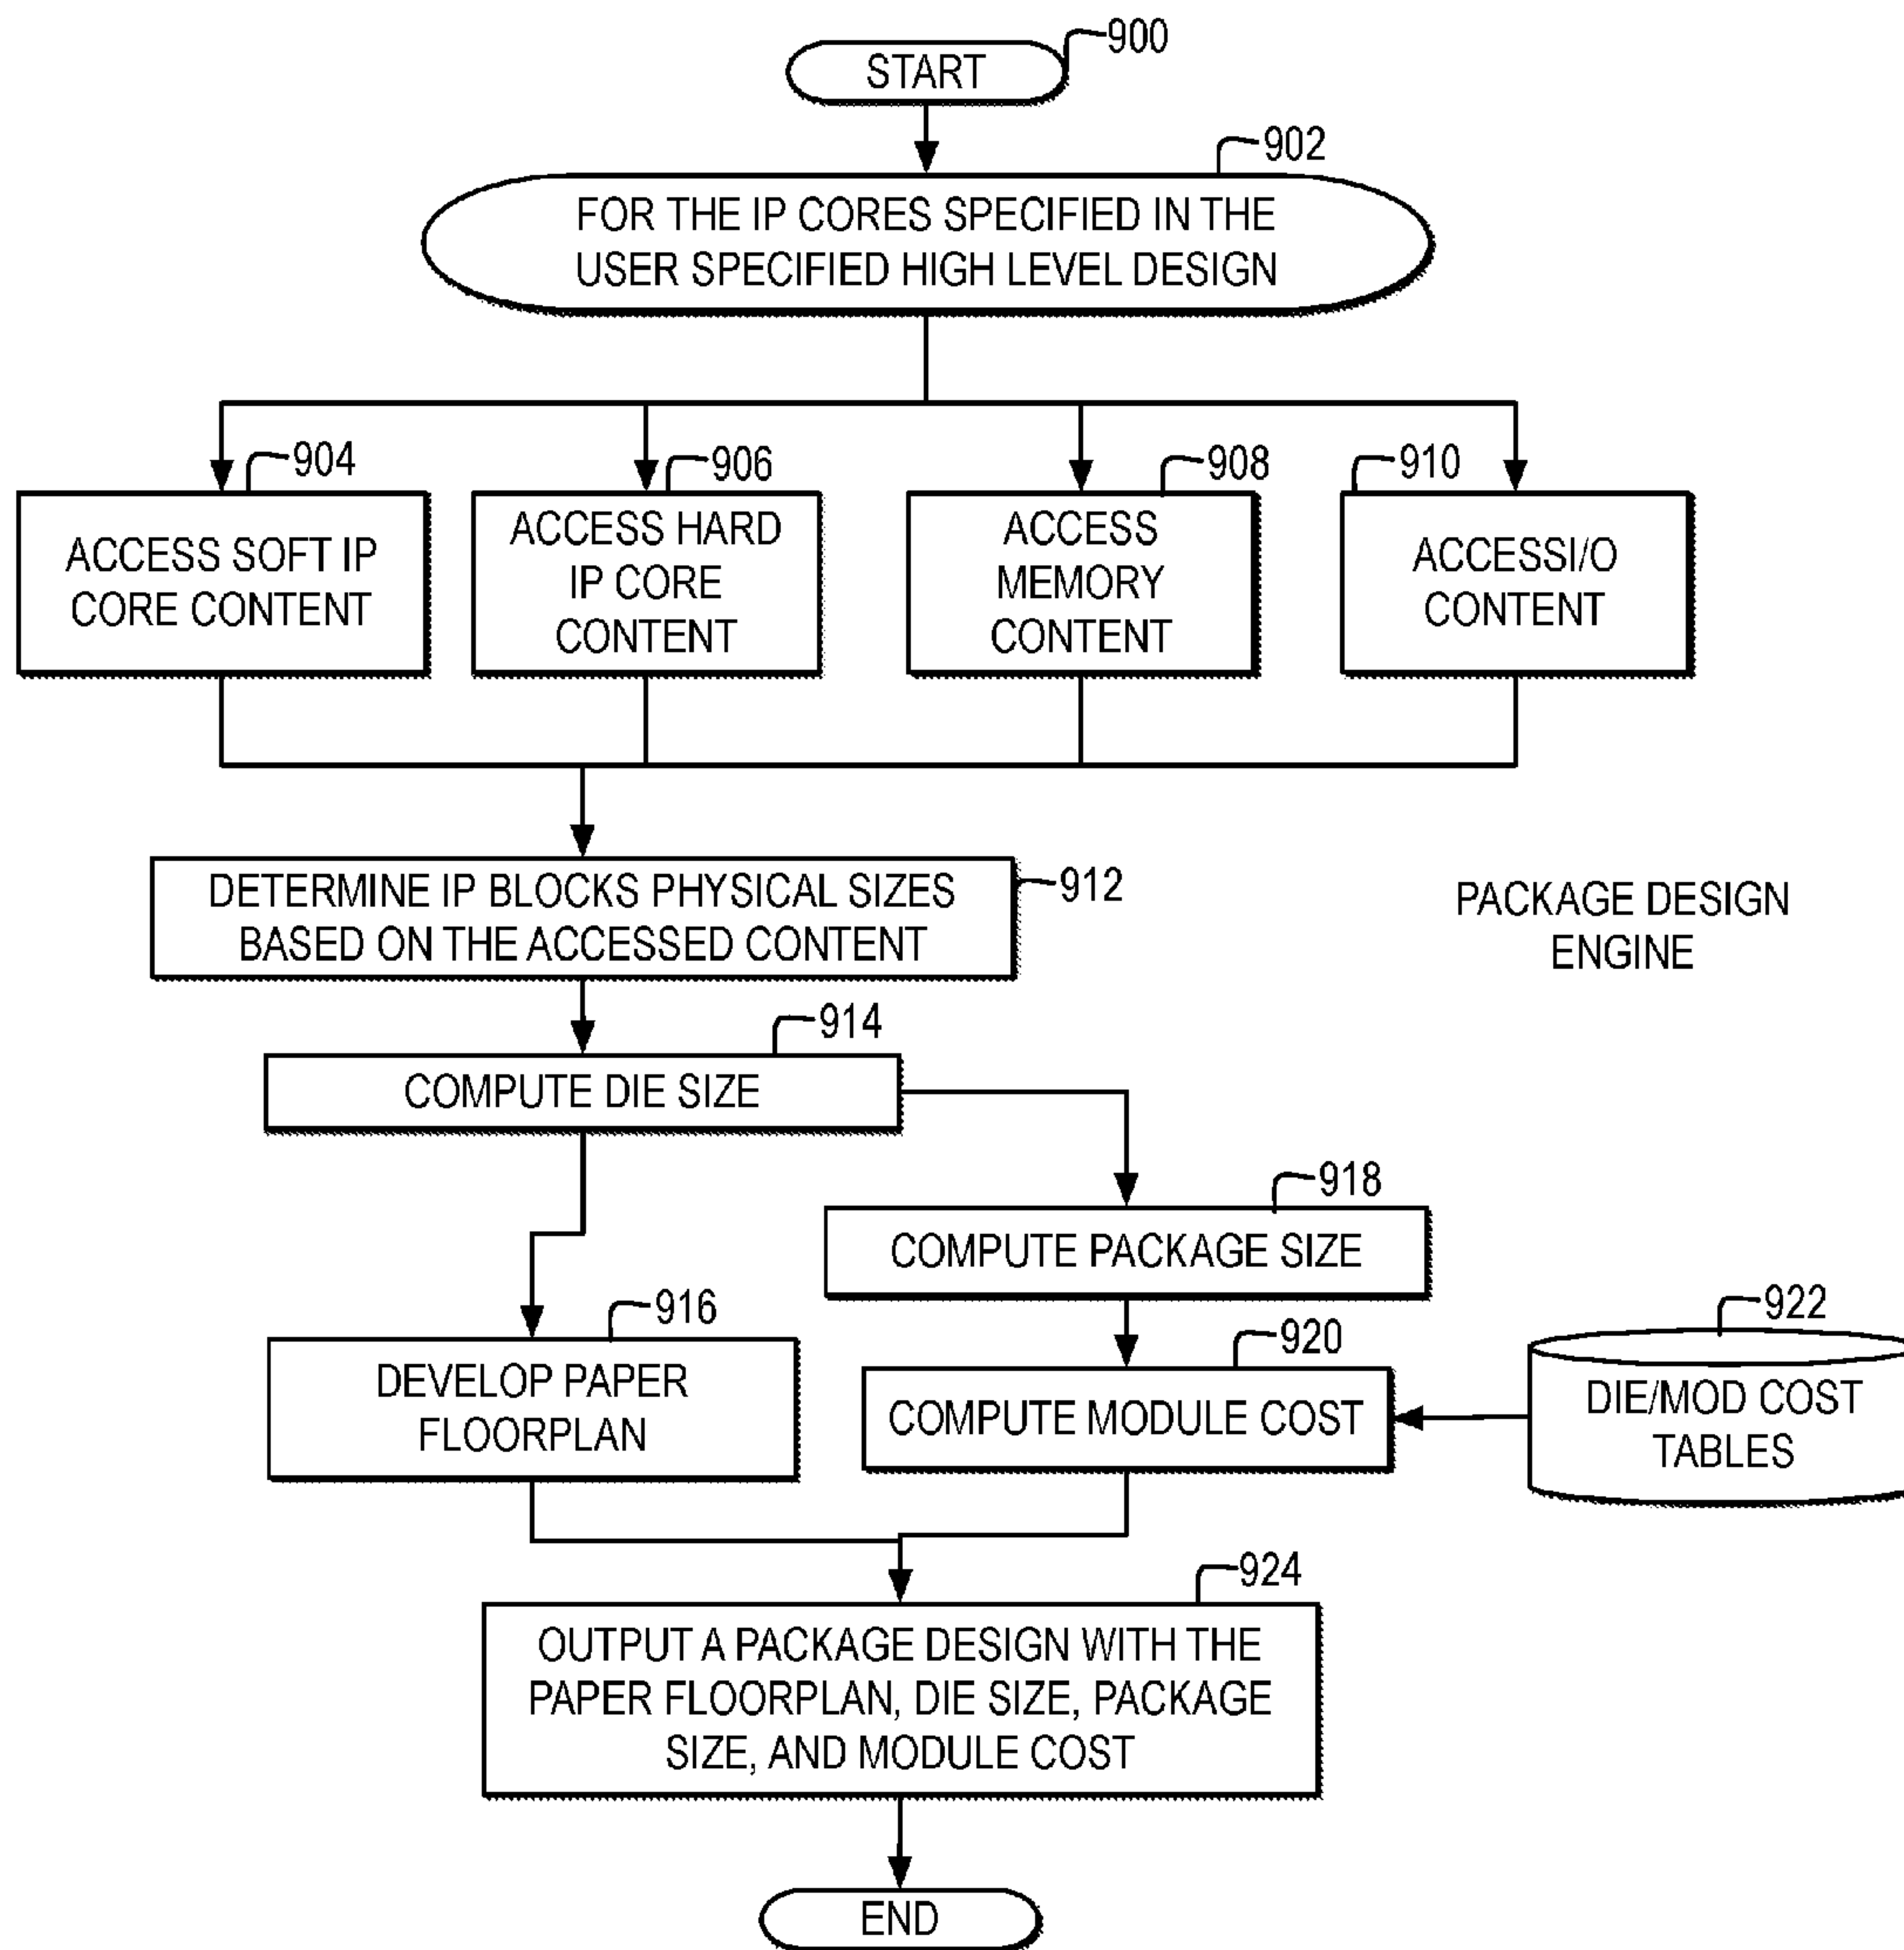 900
START
902
FOR THE IP CORES SPECIFIED IN THE
USER SPECIFIED HIGH LEVEL DESIGN
904
ACCESS SOFT IP
CORE CONTENT
906
ACCESS HARD
IP CORE
CONTENT
908
ACCESS
MEMORY
CONTENT
910
ACCESSI/O
CONTENT
DETERMINE IP BLOCKS PHYSICAL SIZES
BASED ON THE ACCESSED CONTENT
912
PACKAGE DESIGN
ENGINE
914
COMPUTE DIE SIZE
918
COMPUTE PACKAGE SIZE
916
DEVELOP PAPER
FLOORPLAN
920
COMPUTE MODULE COST
922
DIE/MOD COST
TABLES
924
OUTPUT A PACKAGE DESIGN WITH THE
PAPER FLOORPLAN, DIE SIZE, PACKAGE
SIZE, AND MODULE COST
END